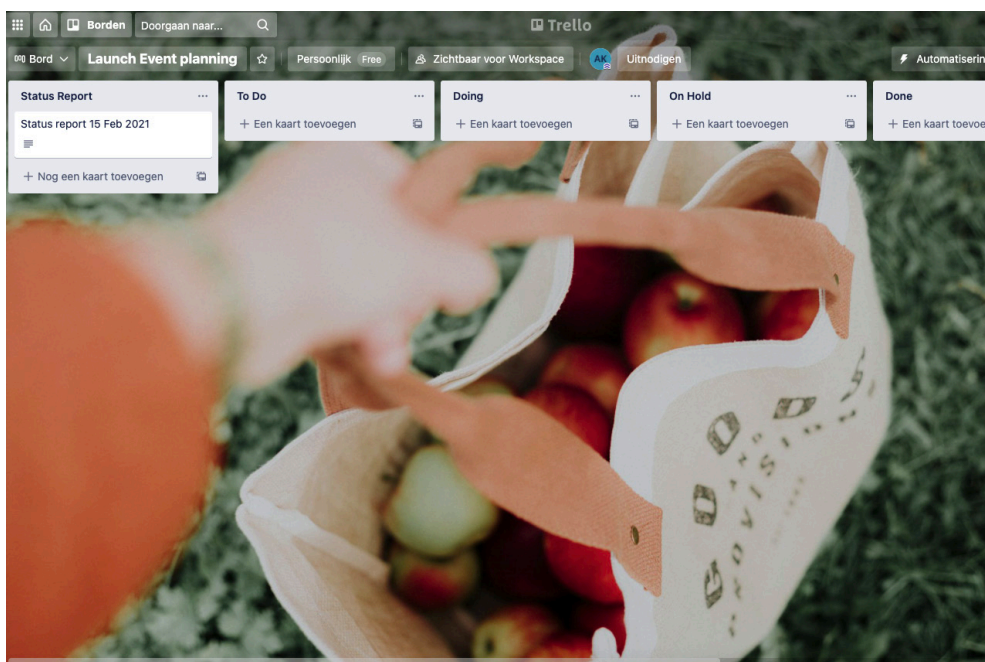 Borden Doorgaan naar... Trello
Bord Launch Event planning Persoonlijk Free Zichtbaar voor Workspace AK Uitnodigen Automatiserin
Status Report
Status report 15 Feb 2021
+ Nog een kaart toevoegen
To Do
+ Een kaart toevoegen
Doing
+ Een kaart toevoegen
On Hold
+ Een kaart toevoegen
Done
+ Een kaart toevoe
GOOD
AND